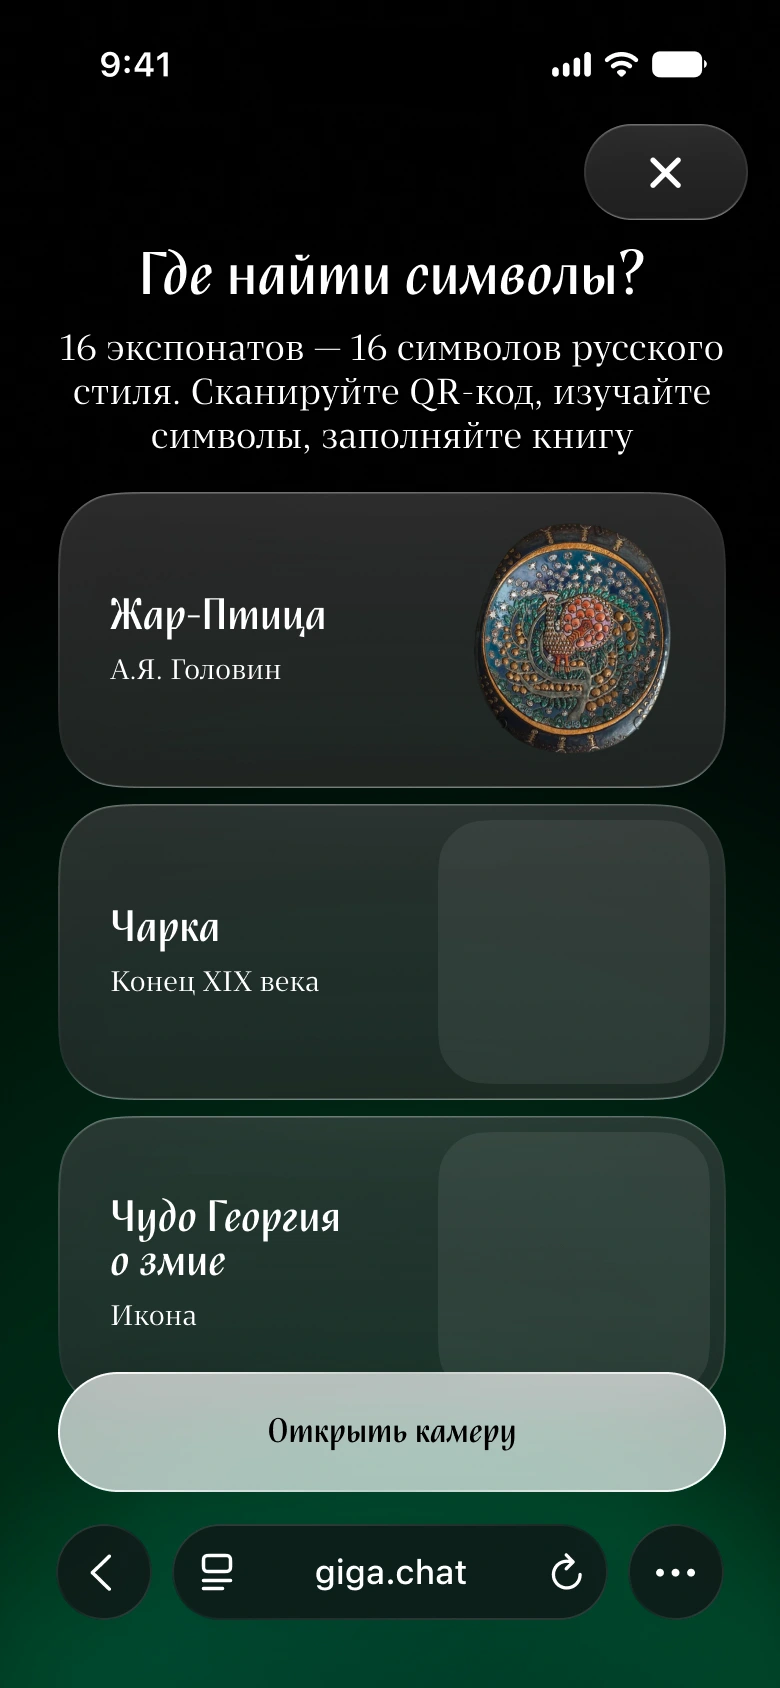 9:41
Где найти символы?
16 экспонатов — 16 символов русского
стиля. Сканируйте QR-код, изучайте
символы, заполняйте книгу
Жар-Птица
А.Я. Головин
Чарка
Конец XIX века
Чудо Георгия
о змие
Икона
Открыть камеру
giga.chat